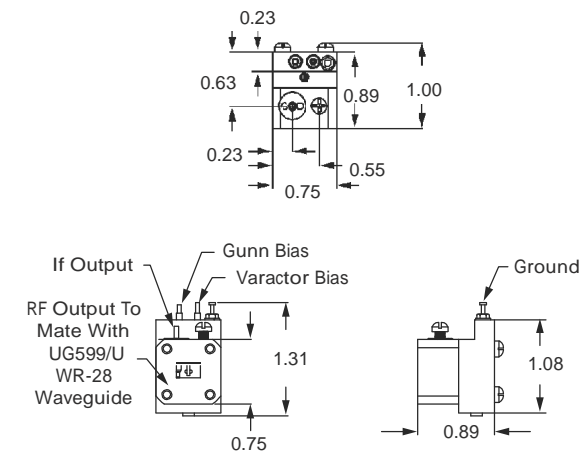 0.23
0.63
0.89
1.00
0.23
0.55
0.75
Gunn Bias
If Output
Varactor Bias
Ground
RF Output To
Mate With
UG599/U
WR-28
Waveguide
1.31
1.08
0.75
0.89